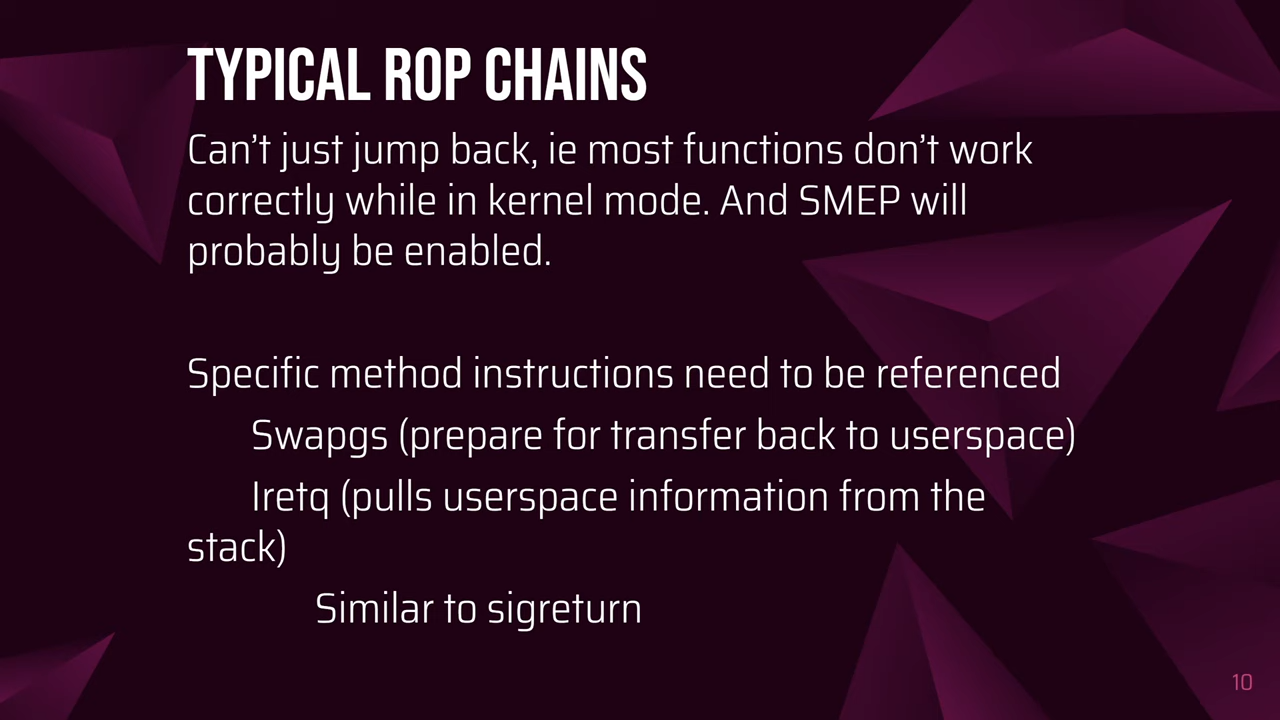 TYPICAL ROP CHAINS
Can’t just jump back, ie most functions don’t work
correctly while in kernel mode. And SMEP will
probably be enabled.
Specific method instructions need to be referenced
Swapgs (prepare for transfer back to userspace)
Iretq (pulls userspace information from the
stack)
Similar to sigreturn
10